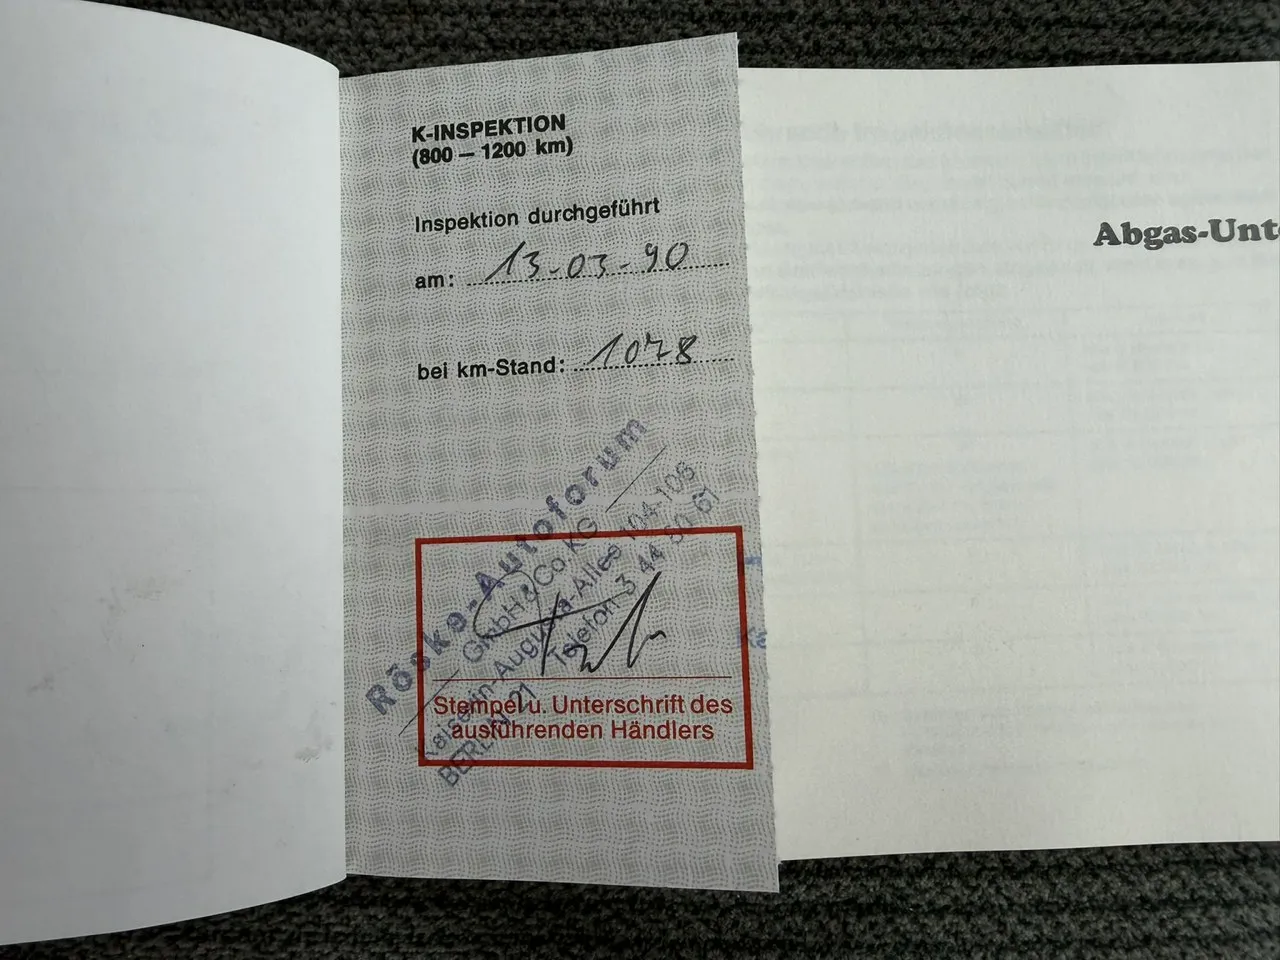 K-INSPEKTION
(800 – 1200 km)
Inspektion durchgeführt
am: 13-03-90
bei km-Stand: 1078
Röske-Autoforum
GmbH & Co. KG
Kaiserin-Augusta-Allee 104-106
BERLIN 21 Telefon 3 44 50 61
Stempel u. Unterschrift des
ausführenden Händlers
Abgas-Unt